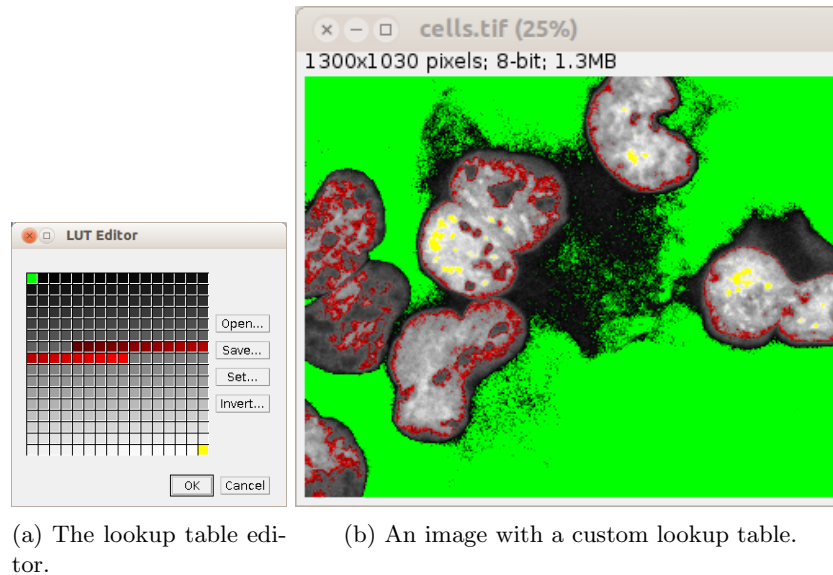 cells.tif (25%)
1300x1030 pixels; 8-bit; 1.3MB
LUT Editor
Open...
Save...
Set...
Invert...
OK
Cancel
(a) The lookup table edi-
tor.
(b) An image with a custom lookup table.